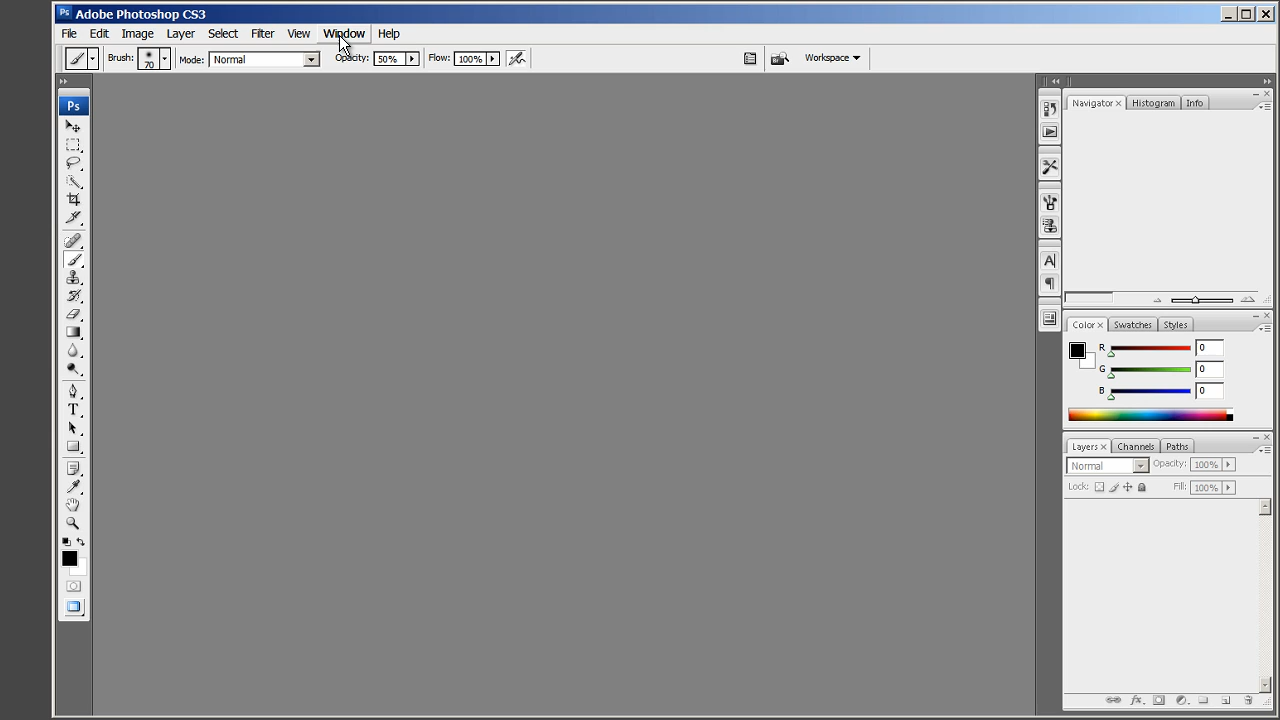 Ps Adobe Photoshop CS3
File Edit Image Layer Select Filter View Window Help
Brush: 70 Mode: Normal Opacity: 50% Flow: 100% Workspace
Ps
Navigator Histogram Info
Color Swatches Styles
R 0
G 0
B 0
Layers Channels Paths
Normal Opacity: 100%
Lock: Fill: 100%
T
A